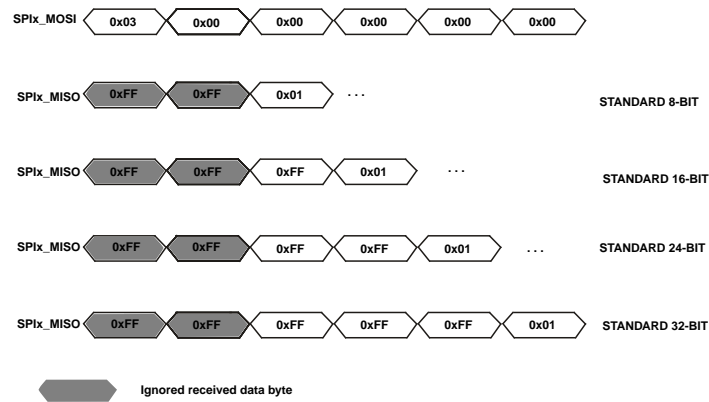 SPIx_MOSI 0x03 0x00 0x00 0x00 0x00 0x00
SPIx_MISO 0xFF 0xFF 0x01 ... STANDARD 8-BIT
SPIx_MISO 0xFF 0xFF 0xFF 0x01 ... STANDARD 16-BIT
SPIx_MISO 0xFF 0xFF 0xFF 0xFF 0x01 ... STANDARD 24-BIT
SPIx_MISO 0xFF 0xFF 0xFF 0xFF 0xFF 0x01 STANDARD 32-BIT
Ignored received data byte